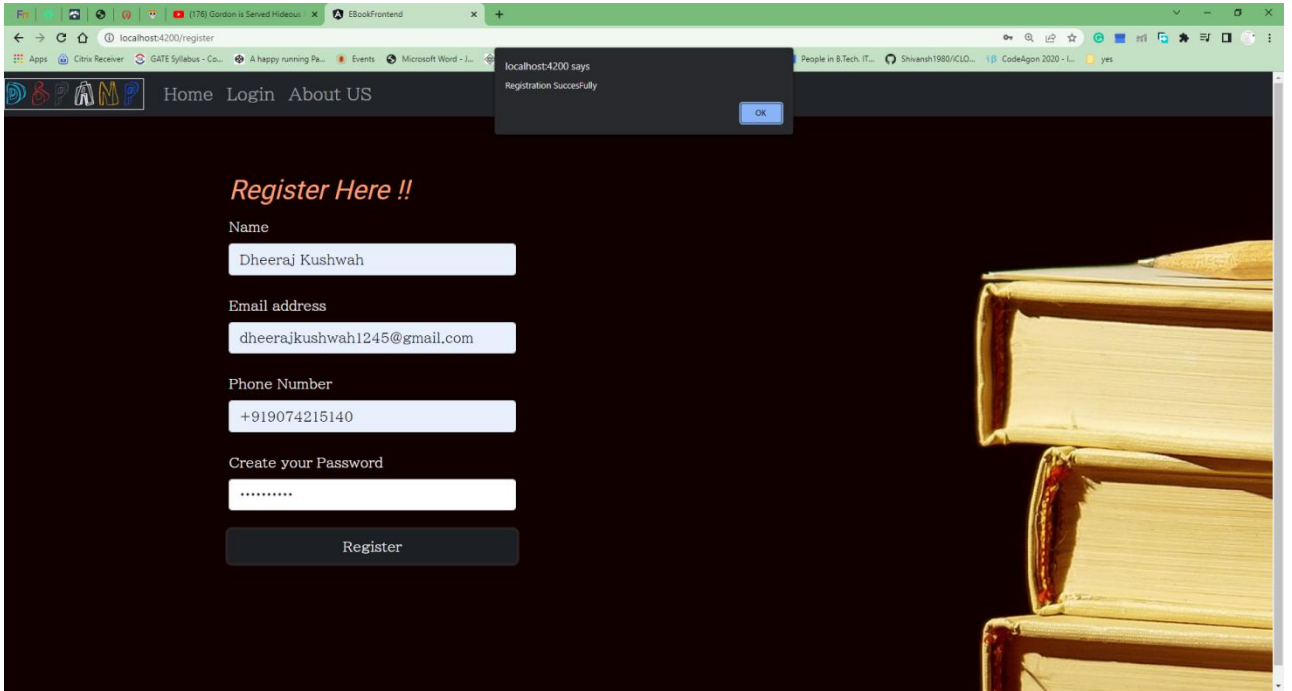 (176) Gordon is Served Hideous
EBookFrontend
localhost:4200/register
Apps Citrix Receiver GATE Syllabus - Co... A happy running Pa... Events Microsoft Word - J... People in B.Tech. IT... Shivansh1980/iCLO... CodeAgon 2020 - I... yes
localhost:4200 says
Registration SuccesFully
OK
Home Login About US
Register Here !!
Name
Dheeraj Kushwah
Email address
dheerajkushwah1245@gmail.com
Phone Number
+919074215140
Create your Password
••••••••••
Register